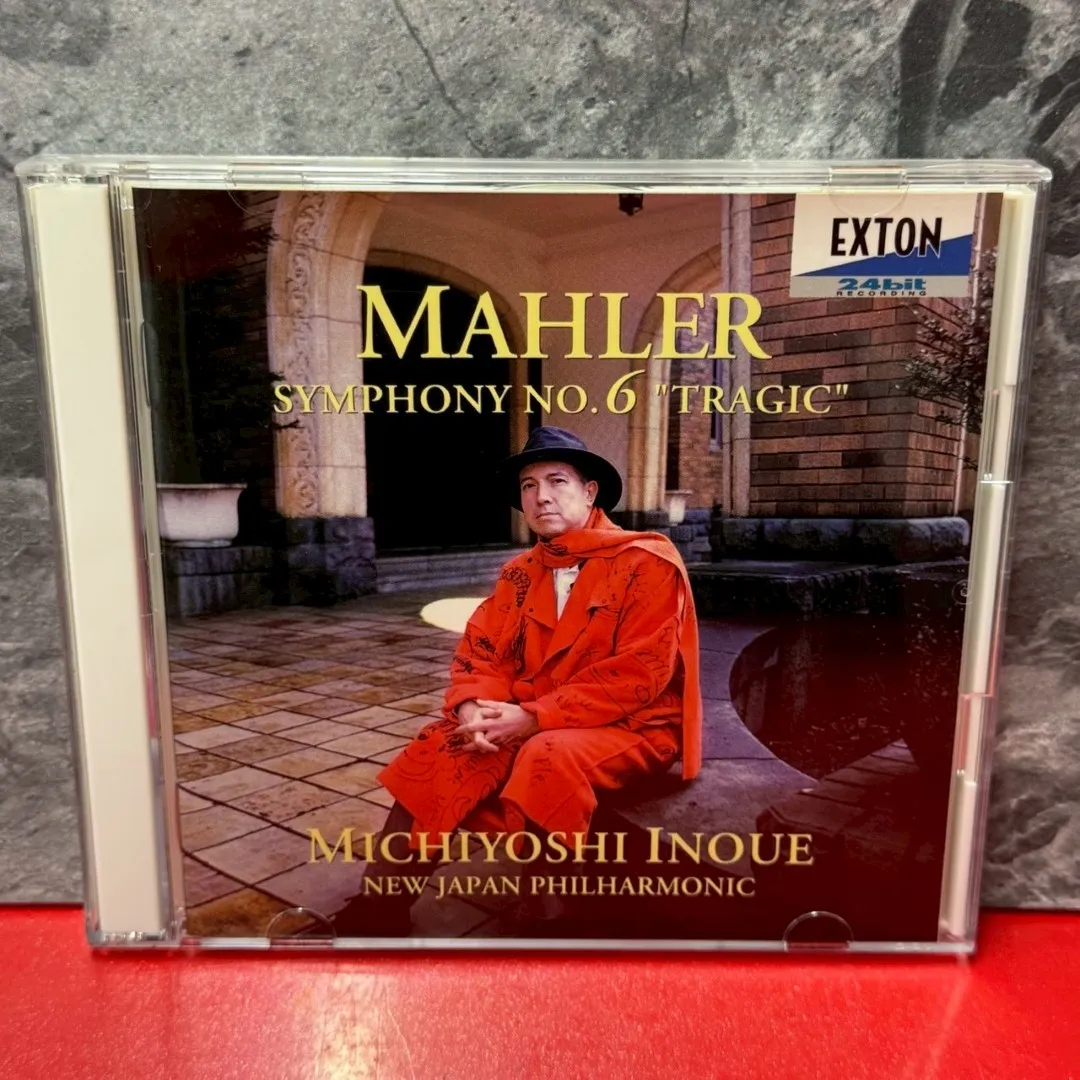 EXTON
24bit
RECORDING
MAHLER
SYMPHONY NO.6 "TRAGIC"
MICHIYOSHI INOUE
NEW JAPAN PHILHARMONIC